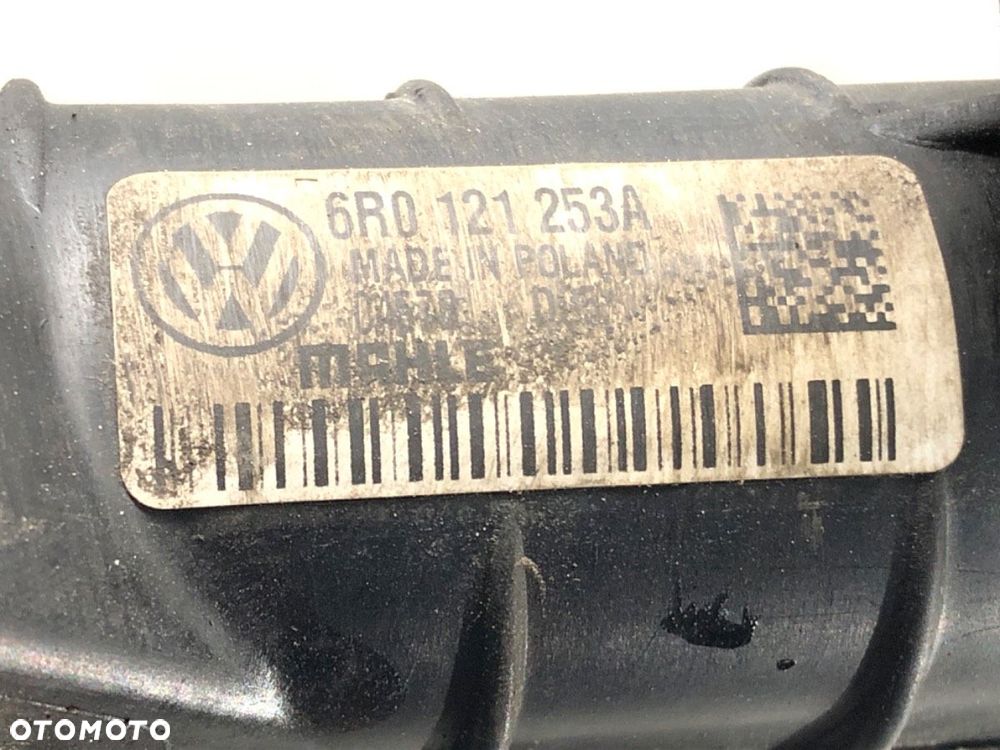 6R0 121 253A
MADE IN POLAND
MAHLE
OTOMOTO